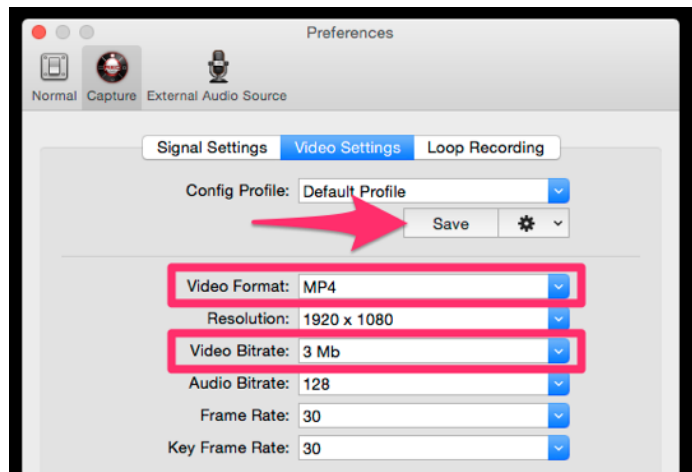 Preferences
Normal Capture External Audio Source
Signal Settings Video Settings Loop Recording
Config Profile: Default Profile
Save
Video Format: MP4
Resolution: 1920 x 1080
Video Bitrate: 3 Mb
Audio Bitrate: 128
Frame Rate: 30
Key Frame Rate: 30